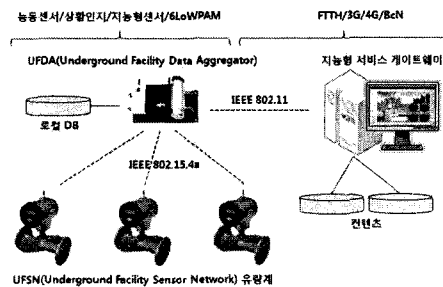 능동센서/상황인지/지능형센서/6LoWPAM
FTTH/3G/4G/BcN
UFDA(Underground Facility Data Aggregator)
지능형 서비스 게이트웨이
IEEE 802.11
로컬 DB
IEEE 802.15.4a
컨텐츠
UFSN(Underground Facility Sensor Network) 유량계